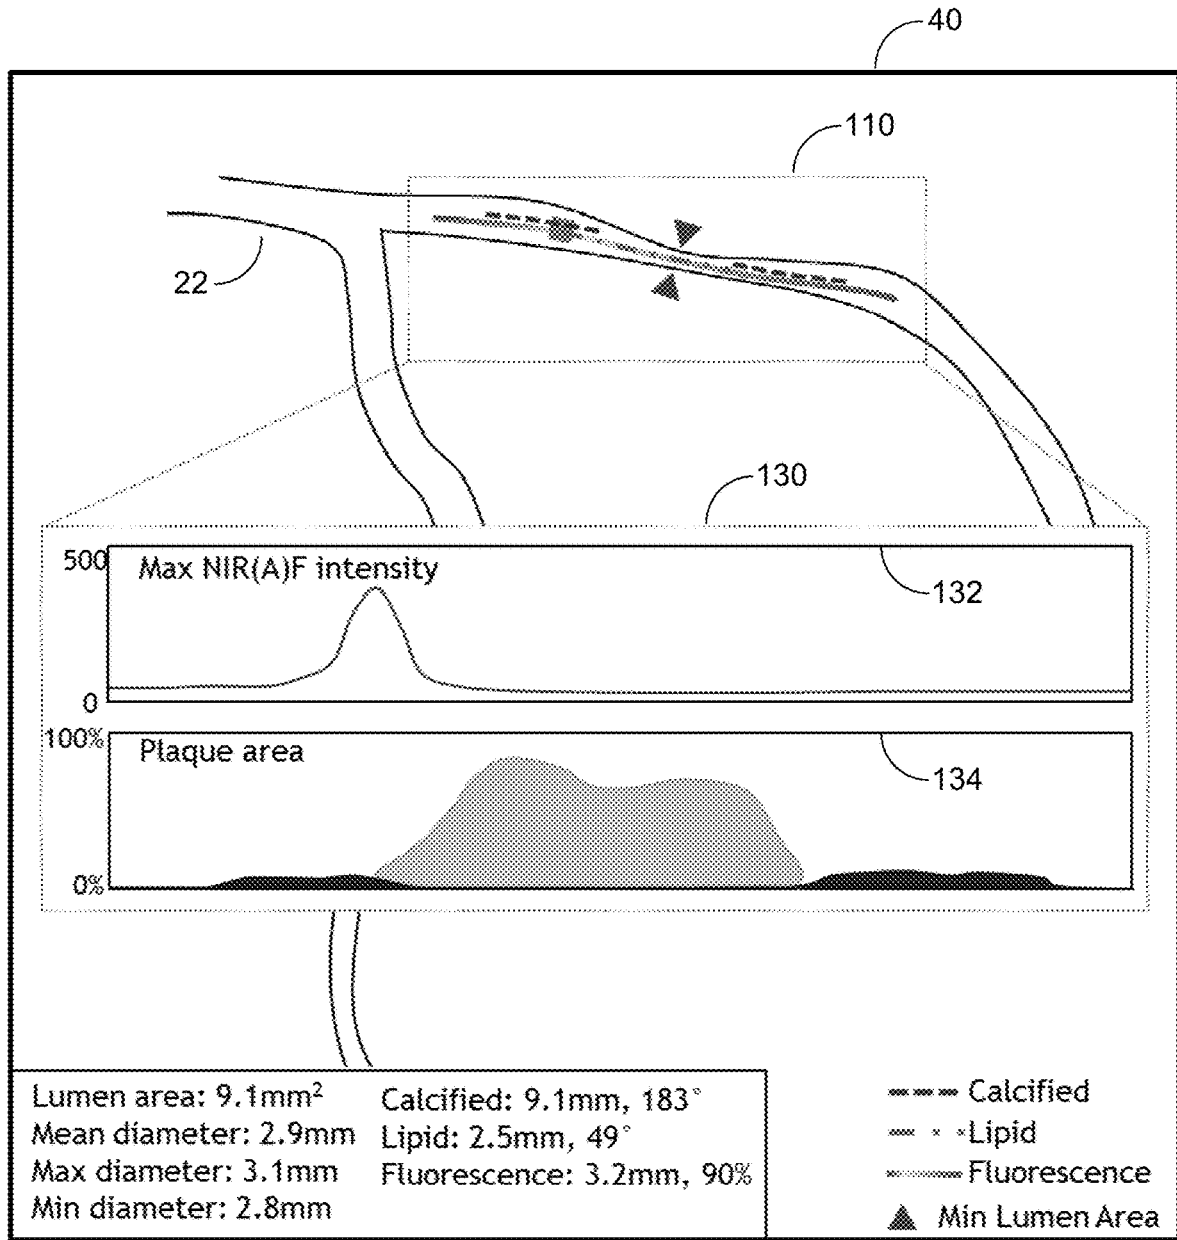 40
110
22
130
500
Max NIR(A)F intensity
132
0
100%
Plaque area
134
0%
Lumen area: 9.1mm²
Mean diameter: 2.9mm
Max diameter: 3.1mm
Min diameter: 2.8mm
Calcified: 9.1mm, 183°
Lipid: 2.5mm, 49°
Fluorescence: 3.2mm, 90%
Calcified
Lipid
Fluorescence
Min Lumen Area